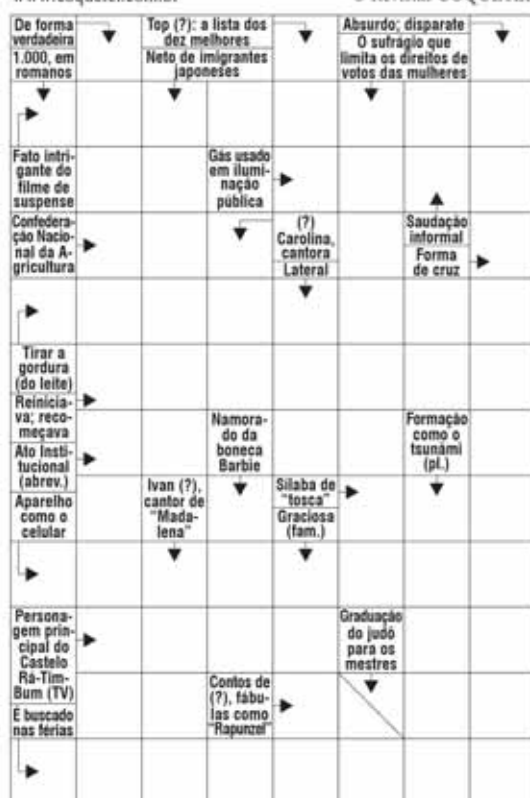 De forma
verdadeira
1.000, em
romanos
Top (?): a lista dos
dez melhores
Neto de imigrantes
japoneses
Absurdo; disparate
O sufrágio que
limita os direitos de
votos das mulheres
Fato intri-
gante do
filme de
suspense
Gás usado
em ilumi-
nação
pública
Confedera-
ção Nacio-
nal da A-
gricultura
(?)
Carolina,
cantora
Lateral
Saudação
informal
Forma
de cruz
Tirar a
gordura
(do leite)
Reinicia-
va; reco-
meçava
Namora-
do da
boneca
Barbie
Formação
como o
tsunâmi
(pl.)
Ato Insti-
tucional
(abrev.)
Aparelho
como o
celular
Ivan (?),
cantor de
"Mada-
lena"
Sílaba de
"tosca"
Graciosa
(fam.)
Persona-
gem prin-
cipal do
Castelo
Rá-Tim-
Bum (TV)
Graduação
do judô
para os
mestres
É buscado
nas férias
Contos de
(?), fábu-
las como
"Rapunzel"